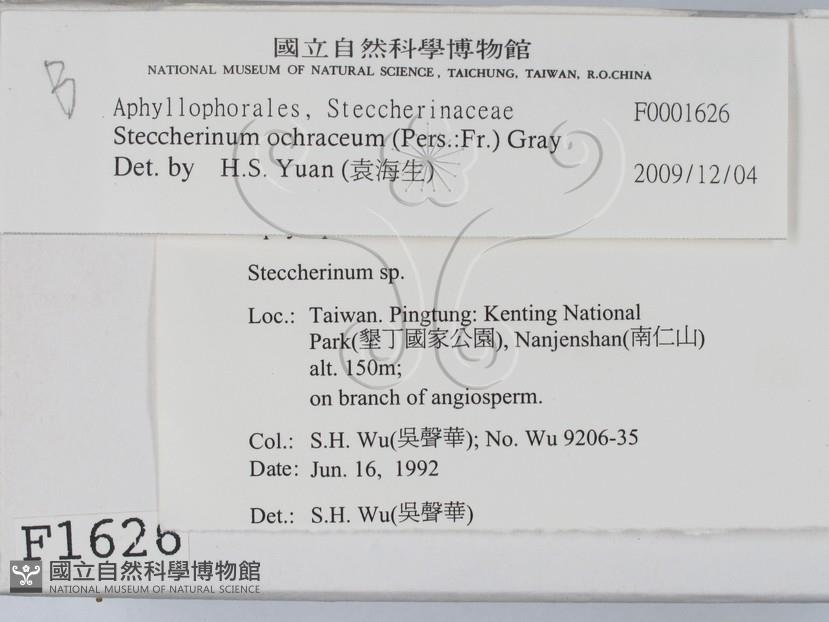 國立自然科學博物館
NATIONAL MUSEUM OF NATURAL SCIENCE, TAICHUNG, TAIWAN, R.O.CHINA
Aphyllophorales, Steccherinaceae F0001626
Steccherinum ochraceum (Pers.:Fr.) Gray
Det. by H.S. Yuan (袁海生) 2009/12/04
Steccherinum sp.
Loc.: Taiwan. Pingtung: Kenting National
Park(墾丁國家公園), Nanjenshan(南仁山)
alt. 150m;
on branch of angiosperm.
Col.: S.H. Wu(吳聲華); No. Wu 9206-35
Date: Jun. 16, 1992
Det.: S.H. Wu(吳聲華)
F1626
國立自然科學博物館
NATIONAL MUSEUM OF NATURAL SCIENCE